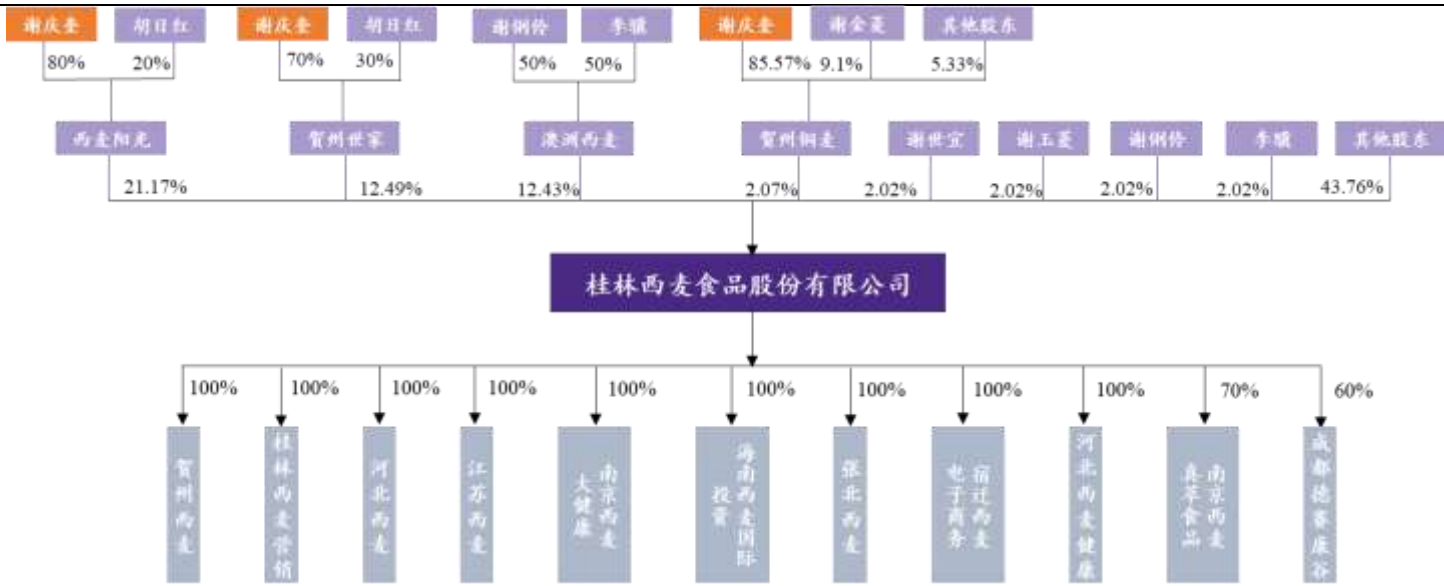 谢庆奎 胡日红 谢庆奎 胡日红 谢俐伶 李骥 谢庆奎 谢金菱 其他股东
80% 20% 70% 30% 50% 50% 85.57% 9.1% 5.33%
西麦阳光 贺州世家 澳洲西麦 贺州铜麦 谢世谊 谢玉菱 谢俐伶 李骥 其他股东
21.17% 12.49% 12.43% 2.07% 2.02% 2.02% 2.02% 2.02% 43.76%
桂林西麦食品股份有限公司
100% 100% 100% 100% 100% 100% 100% 100% 100% 70% 60%
贺州西麦
桂林西麦营销
河北西麦
江苏西麦
南京西麦
大健康
海南西麦国际
投资
张北西麦
宿迁西麦
电子商务
河北西麦健康
南京西麦
真萃食品
成都德赛康谷